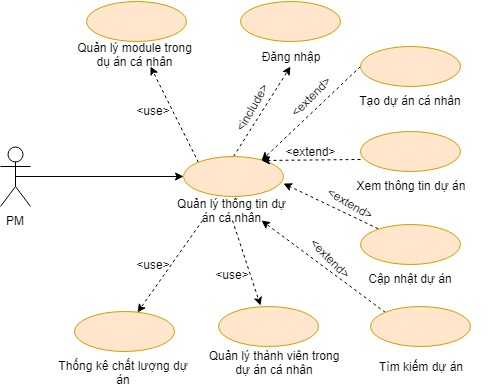 Quản lý module trong
dự án cá nhân
Đăng nhập
Tạo dự án cá nhân
<use>
<include>
<extend>
<extend>
Xem thông tin dự án
PM
Quản lý thông tin dự
án cá nhân
<extend>
<use>
<use>
<extend>
Cập nhật dự án
Thống kê chất lượng dự
án
Quản lý thành viên trong
dự án cá nhân
Tìm kiếm dự án